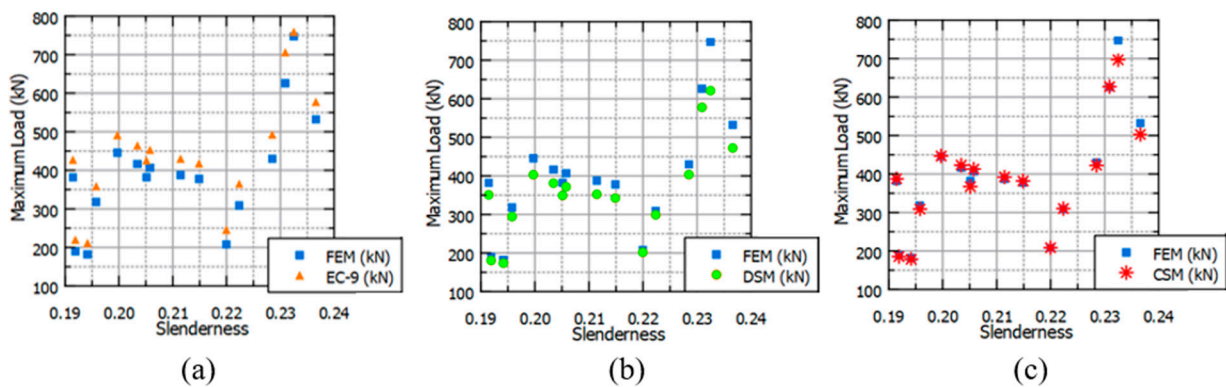 Maximum Load (kN)
800
700
600
500
400
300
200
100
0.19 0.20 0.21 0.22 0.23 0.24
Slenderness
FEM (kN)
EC-9 (kN)
(a)
Maximum Load (kN)
800
700
600
500
400
300
200
100
0.19 0.20 0.21 0.22 0.23 0.24
Slenderness
FEM (kN)
DSM (kN)
(b)
Maximum Load (kN)
800
700
600
500
400
300
200
100
0.19 0.20 0.21 0.22 0.23 0.24
Slenderness
FEM (kN)
CSM (kN)
(c)